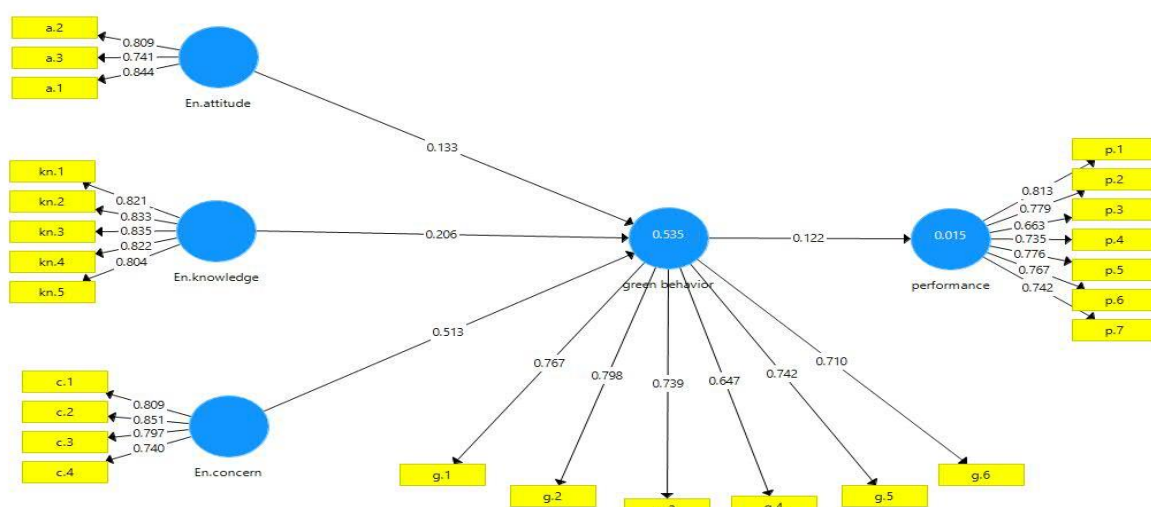 a.2
0.809
a.3
0.741
a.1
0.844
En.attitude
0.133
kn.1
0.821
kn.2
0.833
kn.3
0.835
kn.4
0.822
kn.5
0.804
En.knowledge
0.206
c.1
0.809
c.2
0.851
c.3
0.797
c.4
0.740
En.concern
0.513
0.535
green behavior
0.122
0.015
performance
p.1
0.813
p.2
0.779
p.3
0.663
p.4
0.735
p.5
0.776
p.6
0.767
p.7
0.742
0.767
0.798
0.739
0.647
0.742
0.710
g.1
g.2
g.4
g.5
g.6